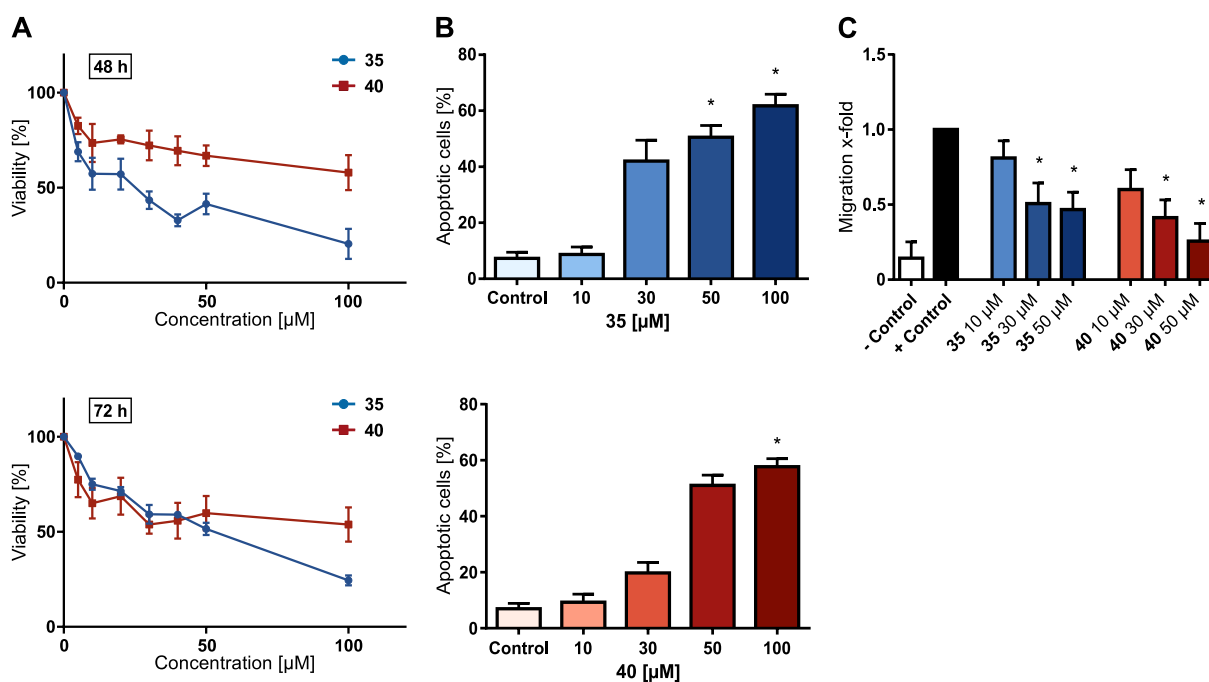 A
48 h
35
40
Viability [%]
100
50
0
0 50 100
Concentration [µM]
72 h
35
40
Viability [%]
100
50
0
0 50 100
Concentration [µM]
B
Apoptotic cells [%]
80
60
40
20
0
* *
Control 10 30 50 100
35 [µM]
Apoptotic cells [%]
80
60
40
20
0
*
Control 10 30 50 100
40 [µM]
C
Migration x-fold
1.5
1.0
0.5
0
* * * *
- Control
+ Control
35 10 µM
35 30 µM
35 50 µM
40 10 µM
40 30 µM
40 50 µM